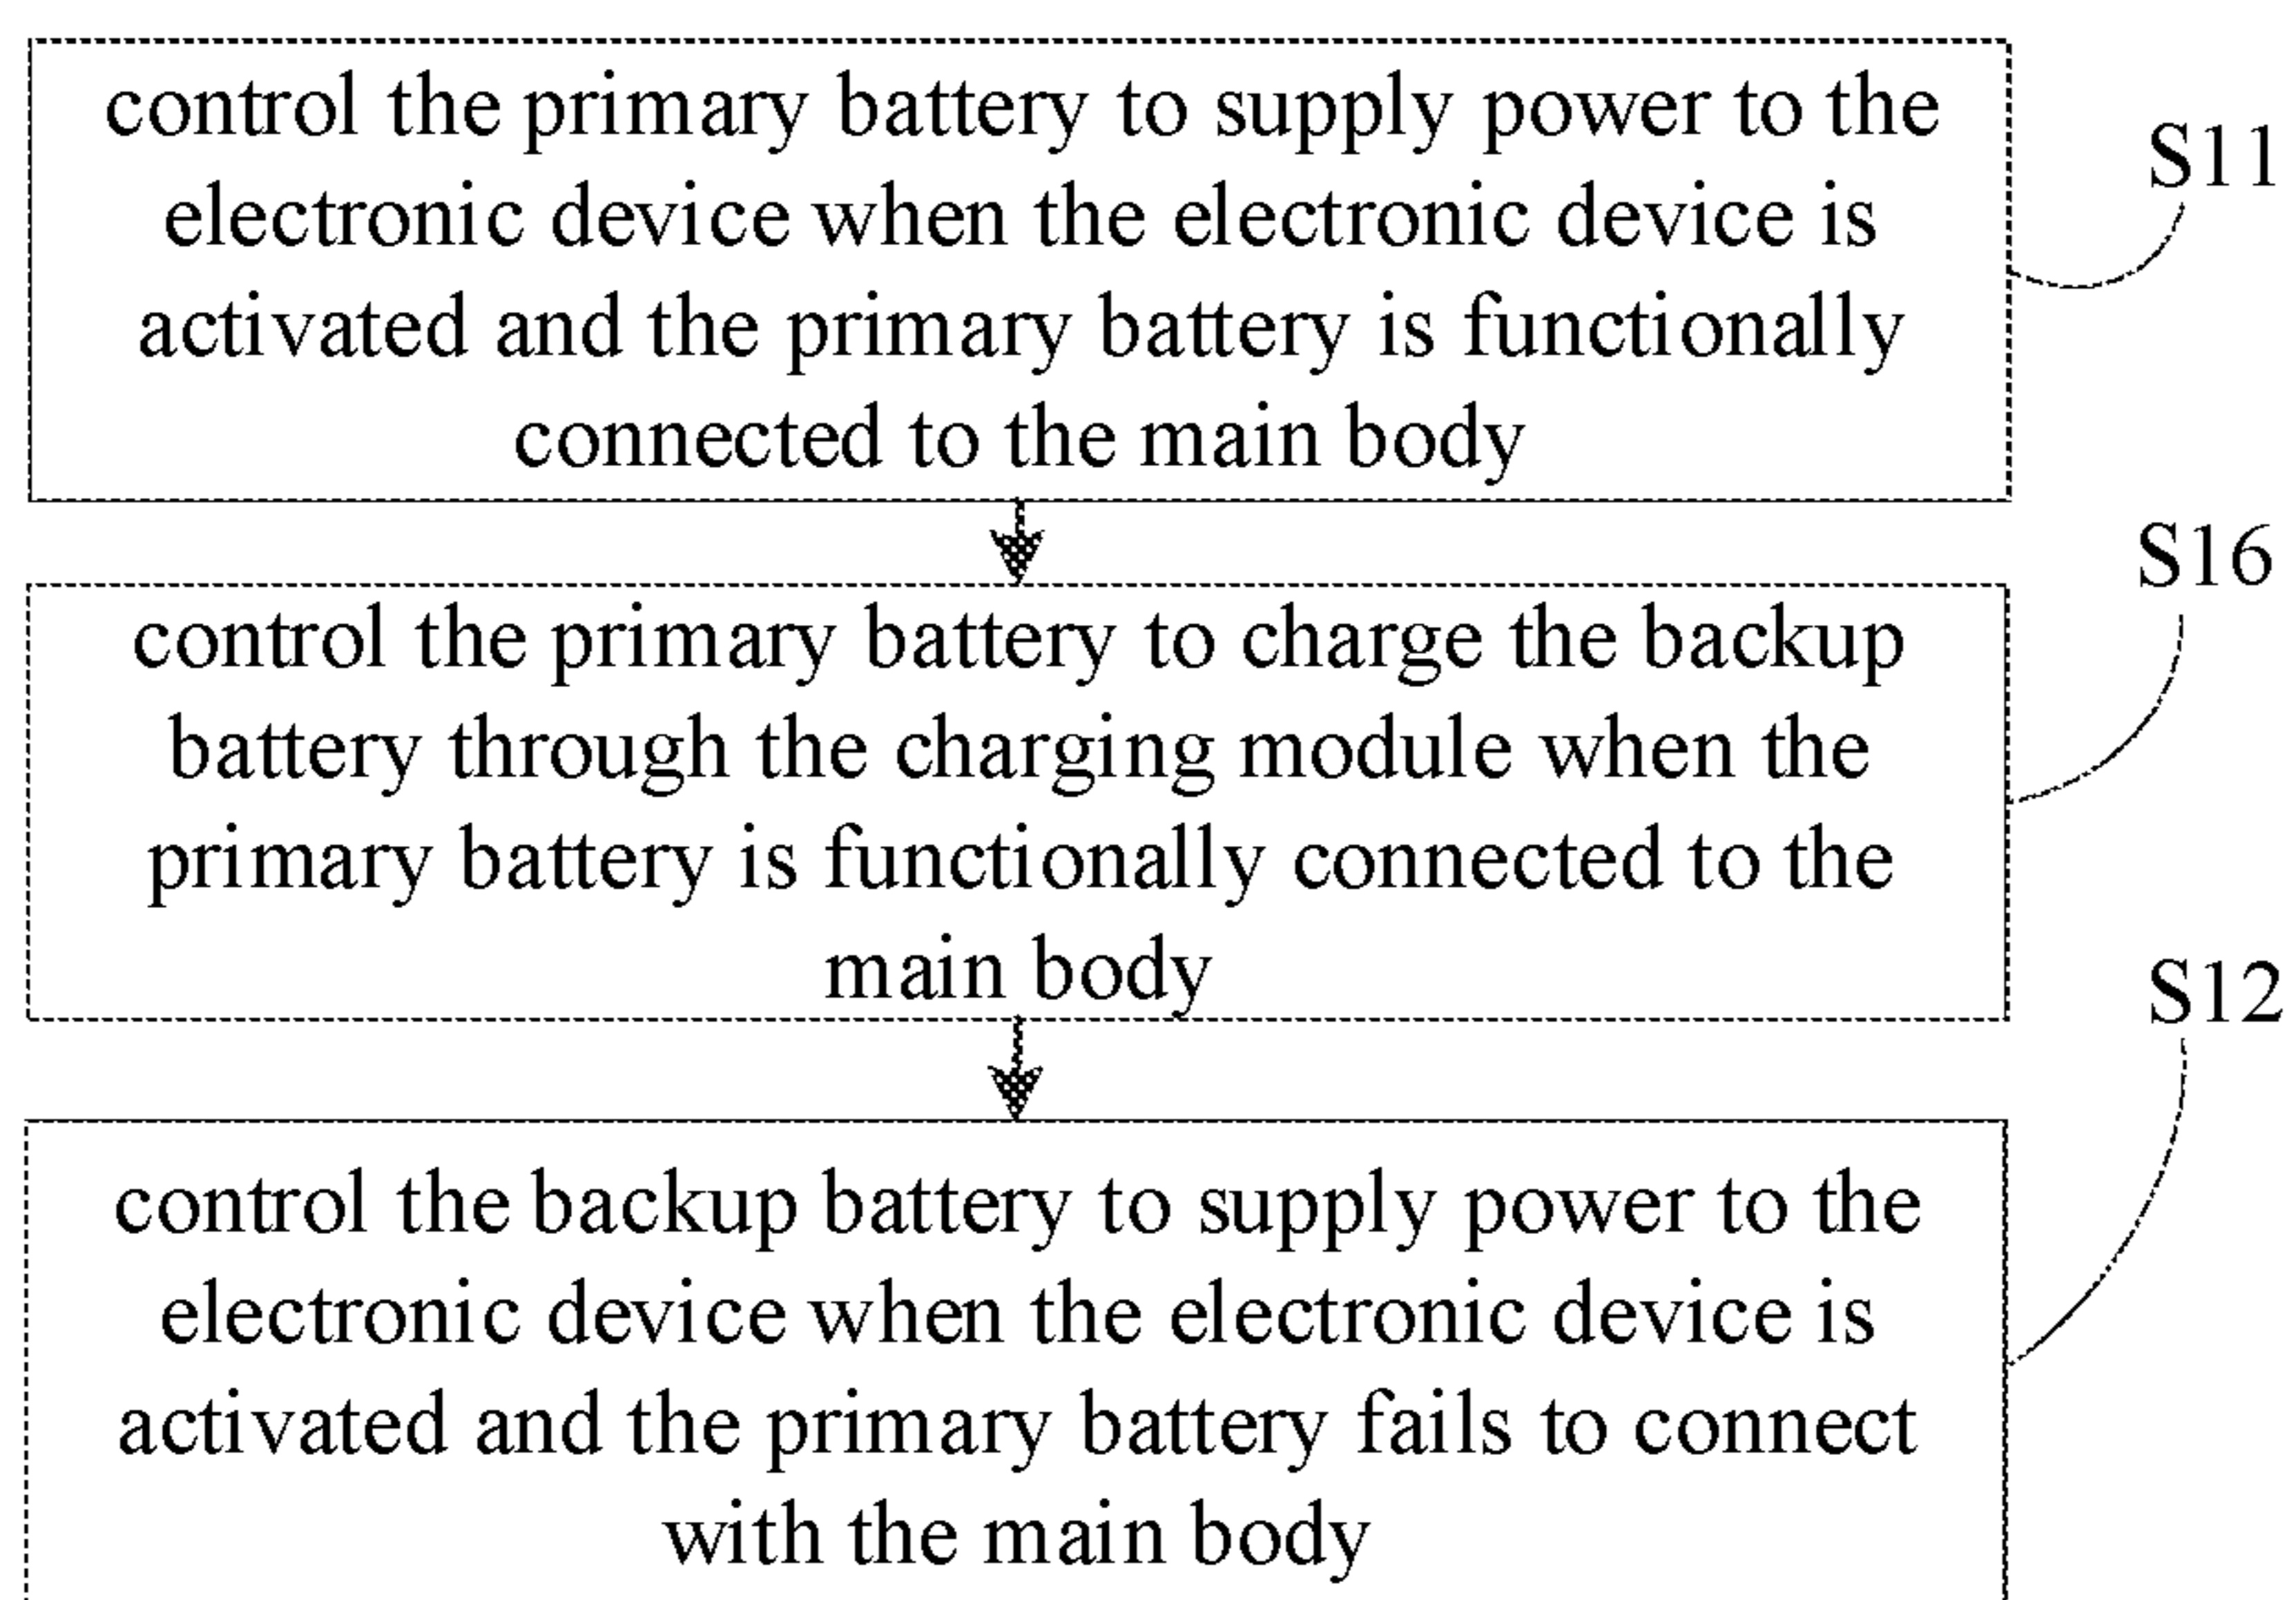 control the primary battery to supply power to the
electronic device when the electronic device is
activated and the primary battery is functionally
connected to the main body
S11
control the primary battery to charge the backup
battery through the charging module when the
primary battery is functionally connected to the
main body
S16
control the backup battery to supply power to the
electronic device when the electronic device is
activated and the primary battery fails to connect
with the main body
S12